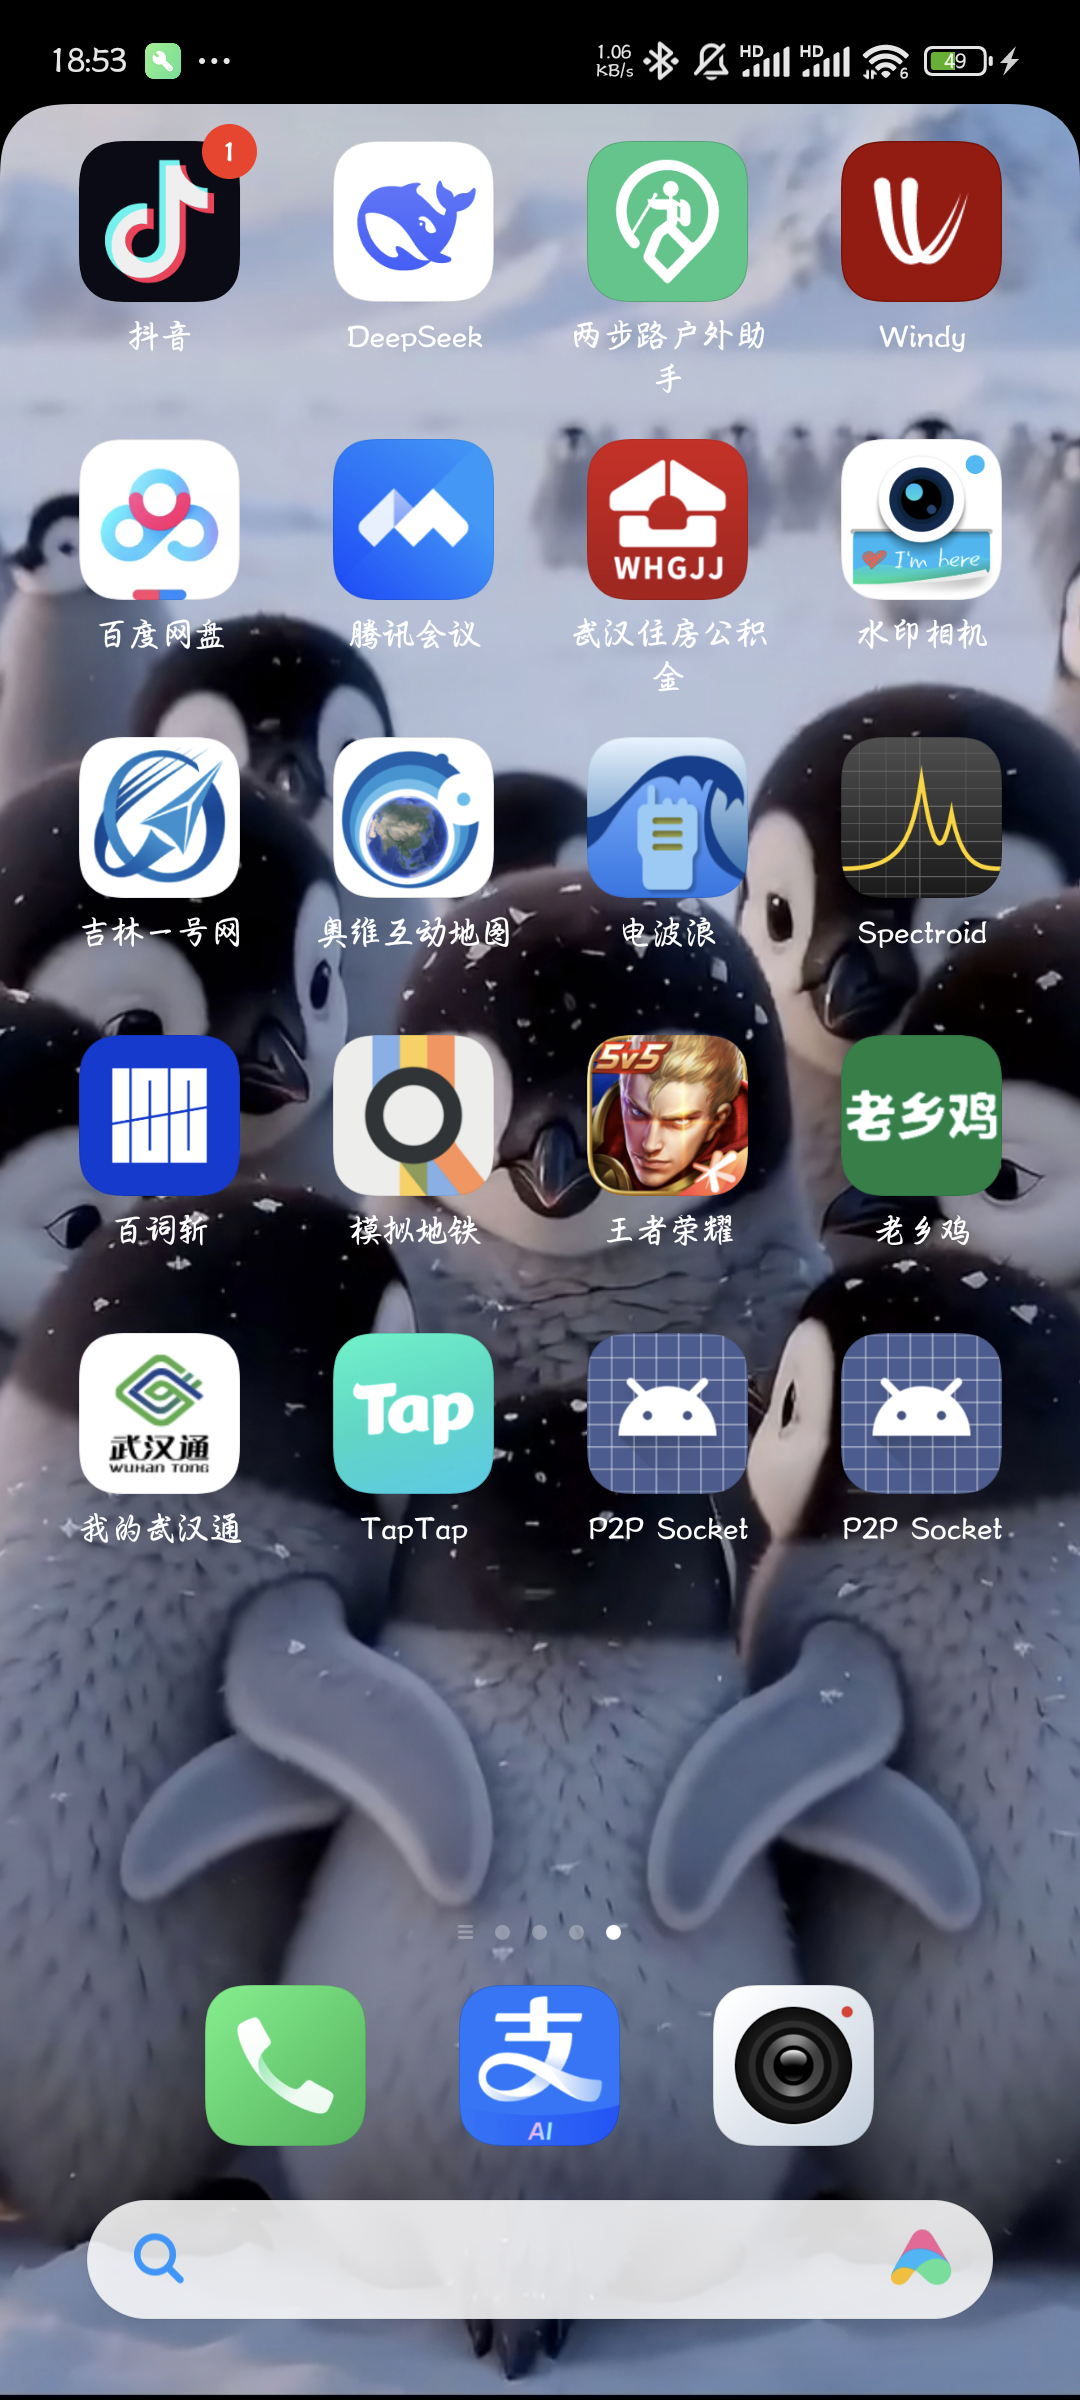 18:53
1.06
KB/s
HD
HD
6
49
1
抖音
DeepSeek
两步路户外助
手
Windy
WHGJJ
I'm here
百度网盘
腾讯会议
武汉住房公积
金
水印相机
吉林一号网
奥维互动地图
电波浪
Spectroid
100
5v5
老乡鸡
百词斩
模拟地铁
王者荣耀
老乡鸡
武汉通
WUHAN TONG
Tap
我的武汉通
TapTap
P2P Socket
P2P Socket
支
AI